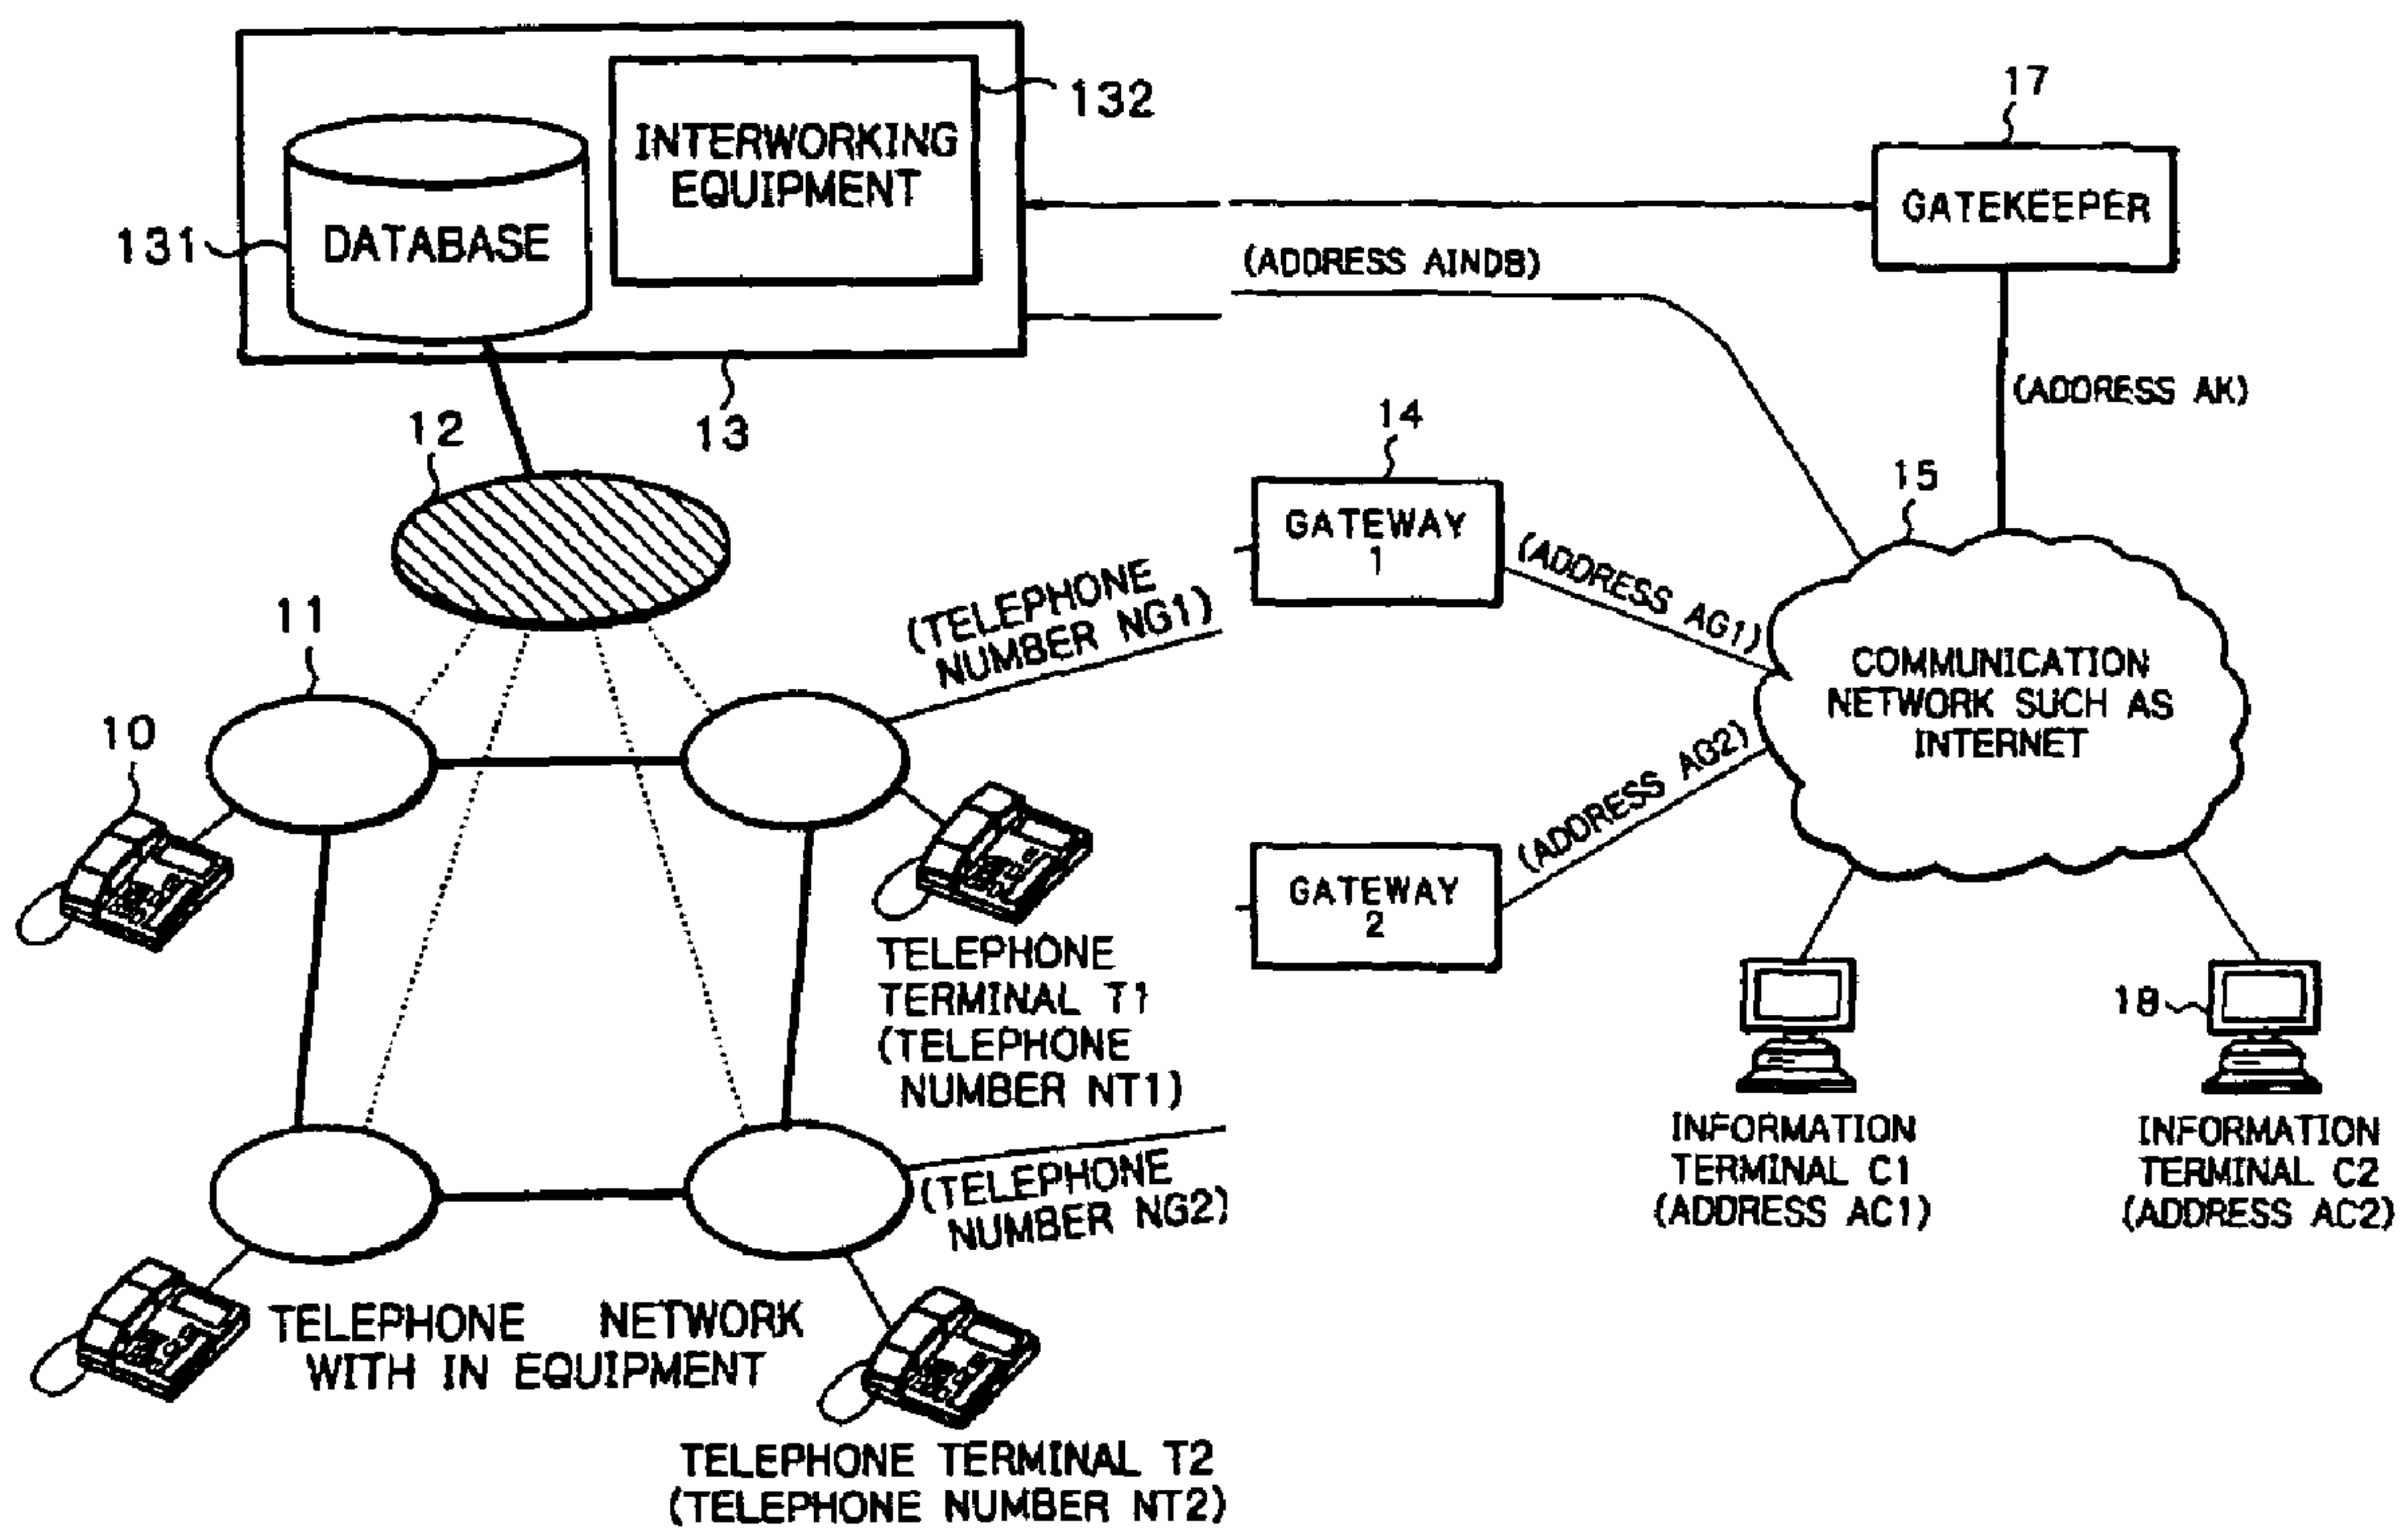 132
INTERWORKING
EQUIPMENT
131
DATABASE
13
17
GATEKEEPER
(ADDRESS AINDB)
(ADDRESS AK)
12
14
GATEWAY
1
(ADDRESS AG1)
15
COMMUNICATION
NETWORK SUCH AS
INTERNET
11
10
(TELEPHONE
NUMBER NG1)
(ADDRESS AG2)
GATEWAY
2
TELEPHONE
TERMINAL T1
(TELEPHONE
NUMBER NT1)
18
INFORMATION
TERMINAL C1
(ADDRESS AC1)
INFORMATION
TERMINAL C2
(ADDRESS AC2)
(TELEPHONE
NUMBER NG2)
TELEPHONE NETWORK
WITH IN EQUIPMENT
TELEPHONE TERMINAL T2
(TELEPHONE NUMBER NT2)